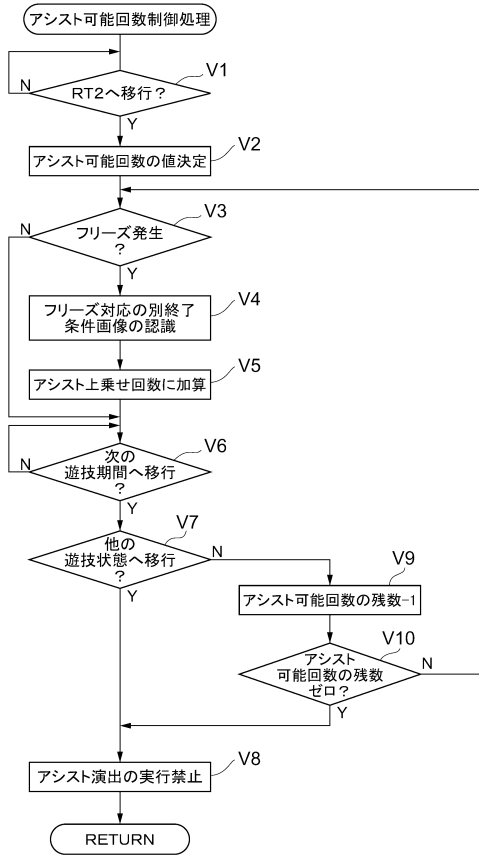 アシスト可能回数制御処理
V1
RT2へ移行？
N
Y
V2
アシスト可能回数の値決定
V3
フリーズ発生
？
N
Y
V4
フリーズ対応の別終了
条件画像の認識
V5
アシスト上乗せ回数に加算
V6
次の
遊技期間へ移行
？
N
Y
V7
他の
遊技状態へ移行
？
N
Y
V9
アシスト可能回数の残数-1
V10
アシスト
可能回数の残数
ゼロ？
N
Y
V8
アシスト演出の実行禁止
RETURN